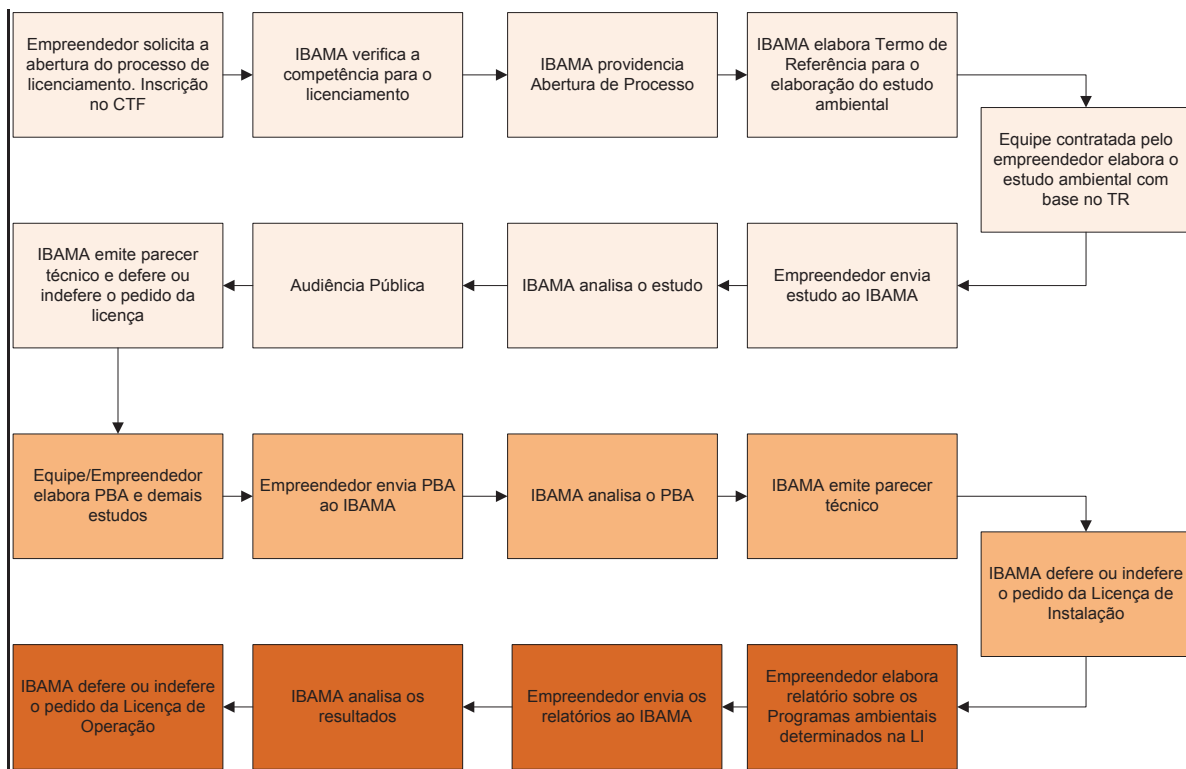 Empreendedor solicita a
abertura do processo de
licenciamento. Inscrição
no CTF
IBAMA verifica a
competência para o
licenciamento
IBAMA providencia
Abertura de Processo
IBAMA elabora Termo de
Referência para o
elaboração do estudo
ambiental
Equipe contratada pelo
empreendedor elabora o
estudo ambiental com
base no TR
Empreendedor envia
estudo ao IBAMA
IBAMA analisa o estudo
Audiência Pública
IBAMA emite parecer
técnico e defere ou
indefere o pedido da
licença
Equipe/Empreendedor
elabora PBA e demais
estudos
Empreendedor envia PBA
ao IBAMA
IBAMA analisa o PBA
IBAMA emite parecer
técnico
IBAMA defere ou indefere
o pedido da Licença de
Instalação
Empreendedor elabora
relatório sobre os
Programas ambientais
determinados na LI
Empreendedor envia os
relatórios ao IBAMA
IBAMA analisa os
resultados
IBAMA defere ou indefere
o pedido da Licença de
Operação